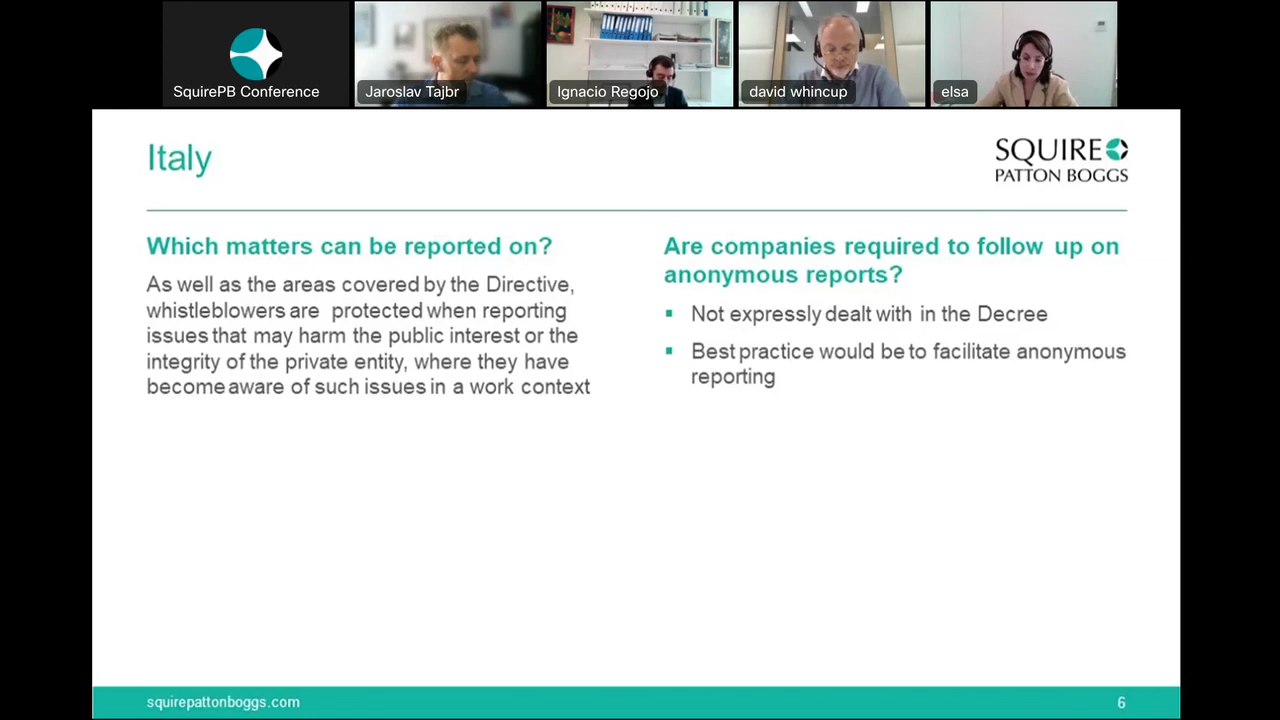 SquirePB Conference
Jaroslav Tajbr
Ignacio Regojo
david whincup
elsa
Italy
SQUIRE
PATTON BOGGS
Which matters can be reported on?
As well as the areas covered by the Directive,
whistleblowers are protected when reporting
issues that may harm the public interest or the
integrity of the private entity, where they have
become aware of such issues in a work context
Are companies required to follow up on
anonymous reports?
Not expressly dealt with in the Decree
Best practice would be to facilitate anonymous
reporting
squirepattonboggs.com
6